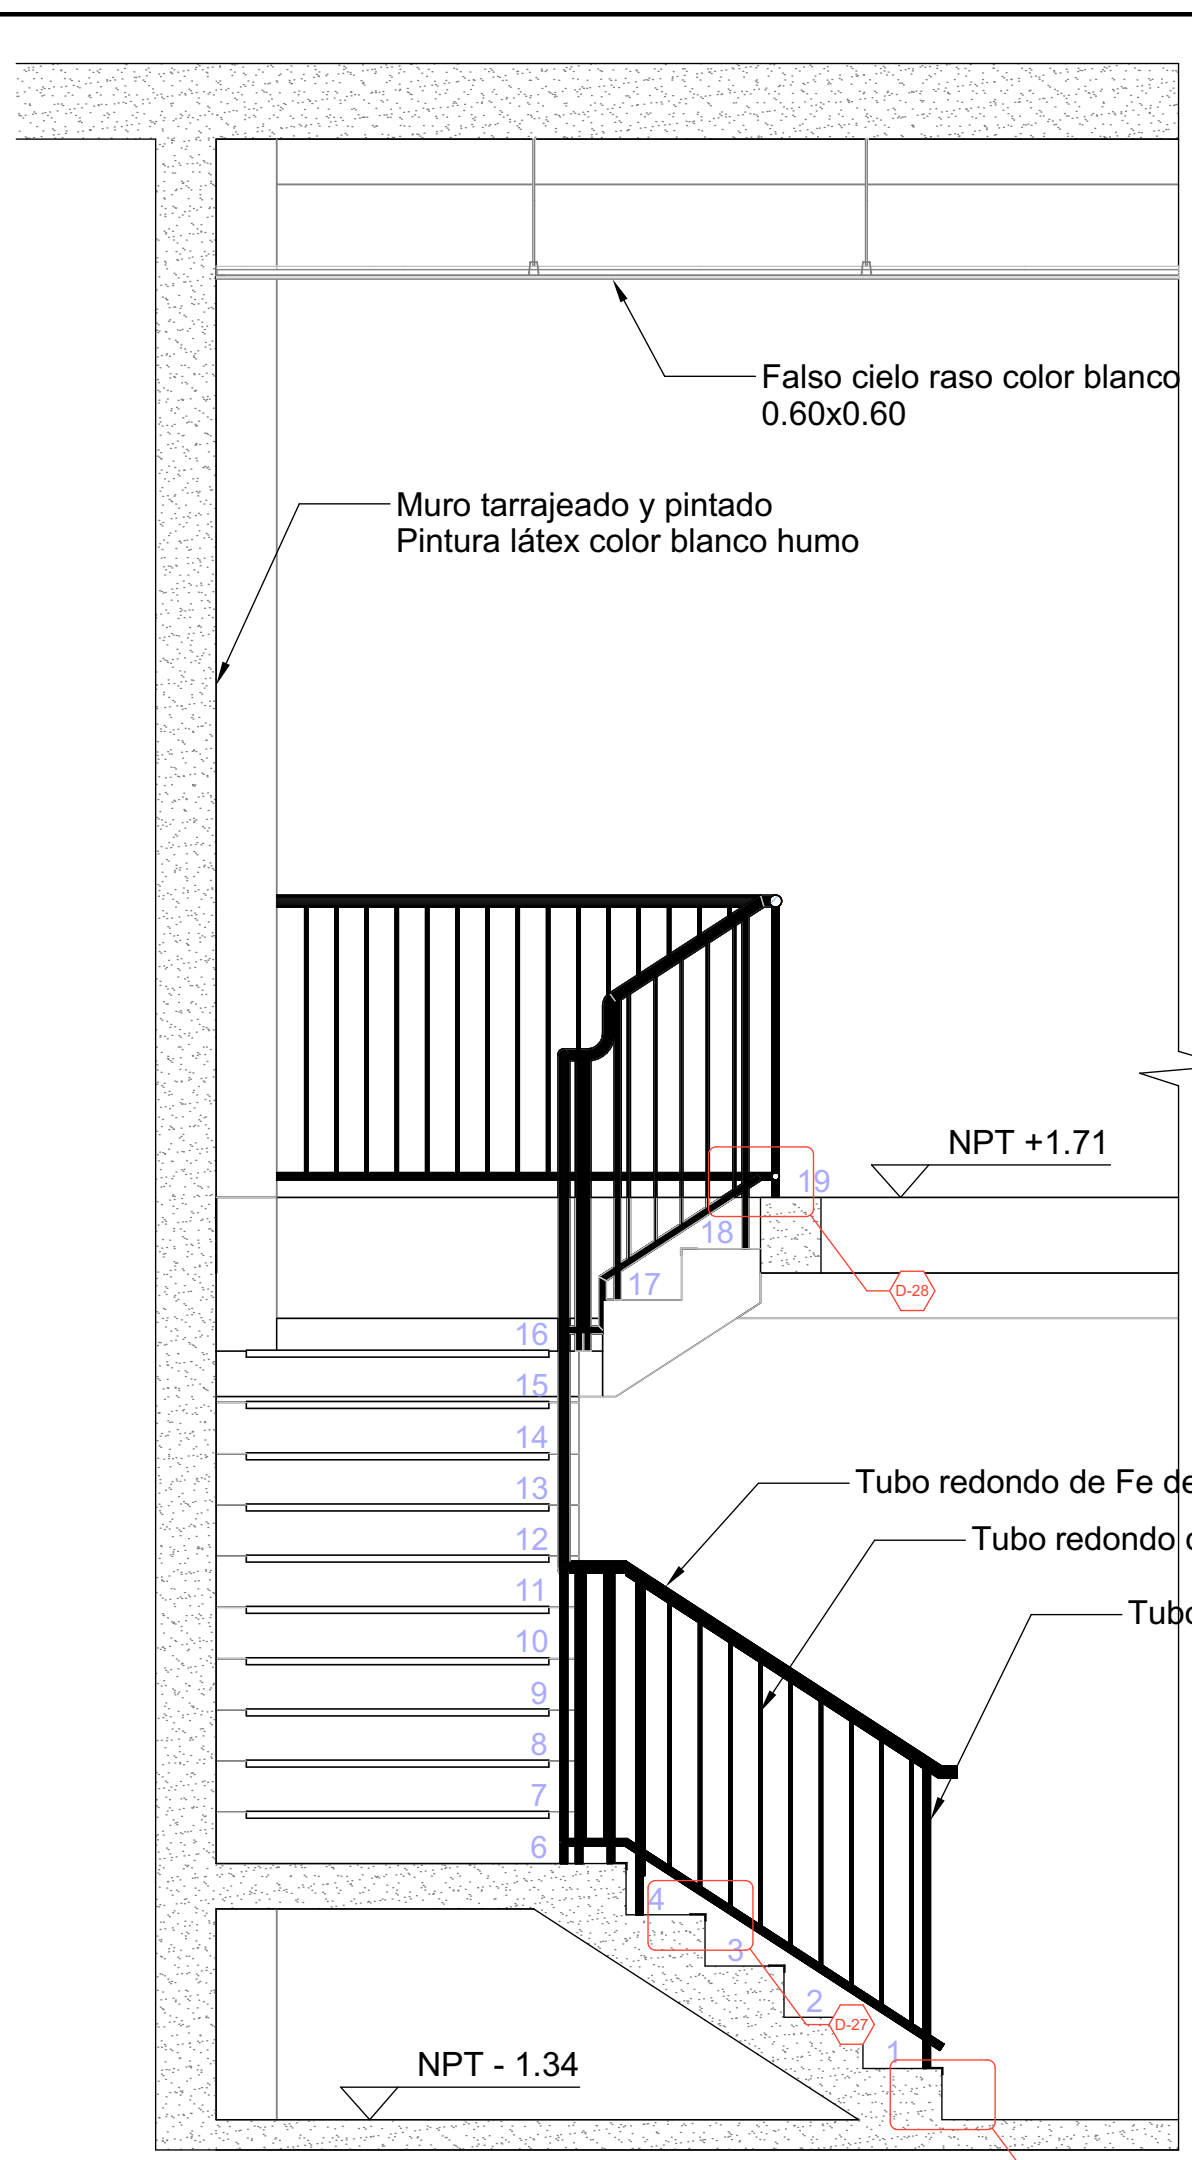 Falso cielo raso color blanco
0.60x0.60
Muro tarrajeado y pintado
Pintura látex color blanco humo
NPT +1.71
19
18
17
D-28
16
15
14
13
12
11
10
9
8
7
6
Tubo redondo de Fe de
Tubo redondo
4
3
2
1
D-27
NPT - 1.34